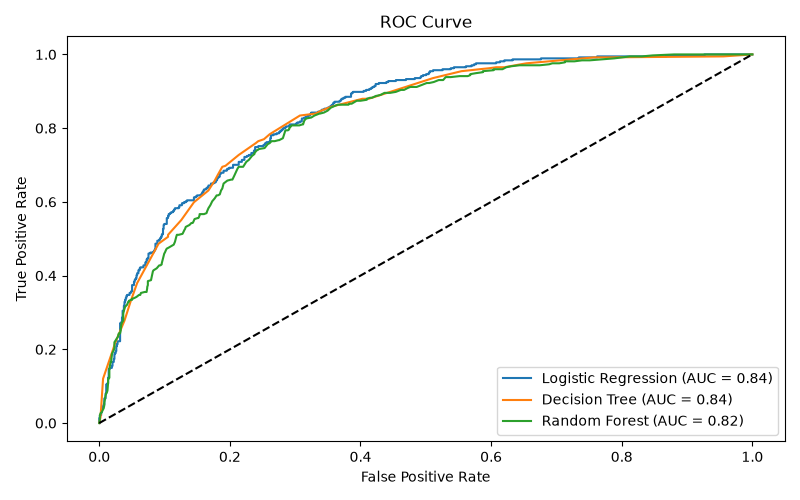 ROC Curve
1.0
0.8
0.6
0.4
0.2
0.0
True Positive Rate
Logistic Regression (AUC = 0.84)
Decision Tree (AUC = 0.84)
Random Forest (AUC = 0.82)
0.0 0.2 0.4 0.6 0.8 1.0
False Positive Rate